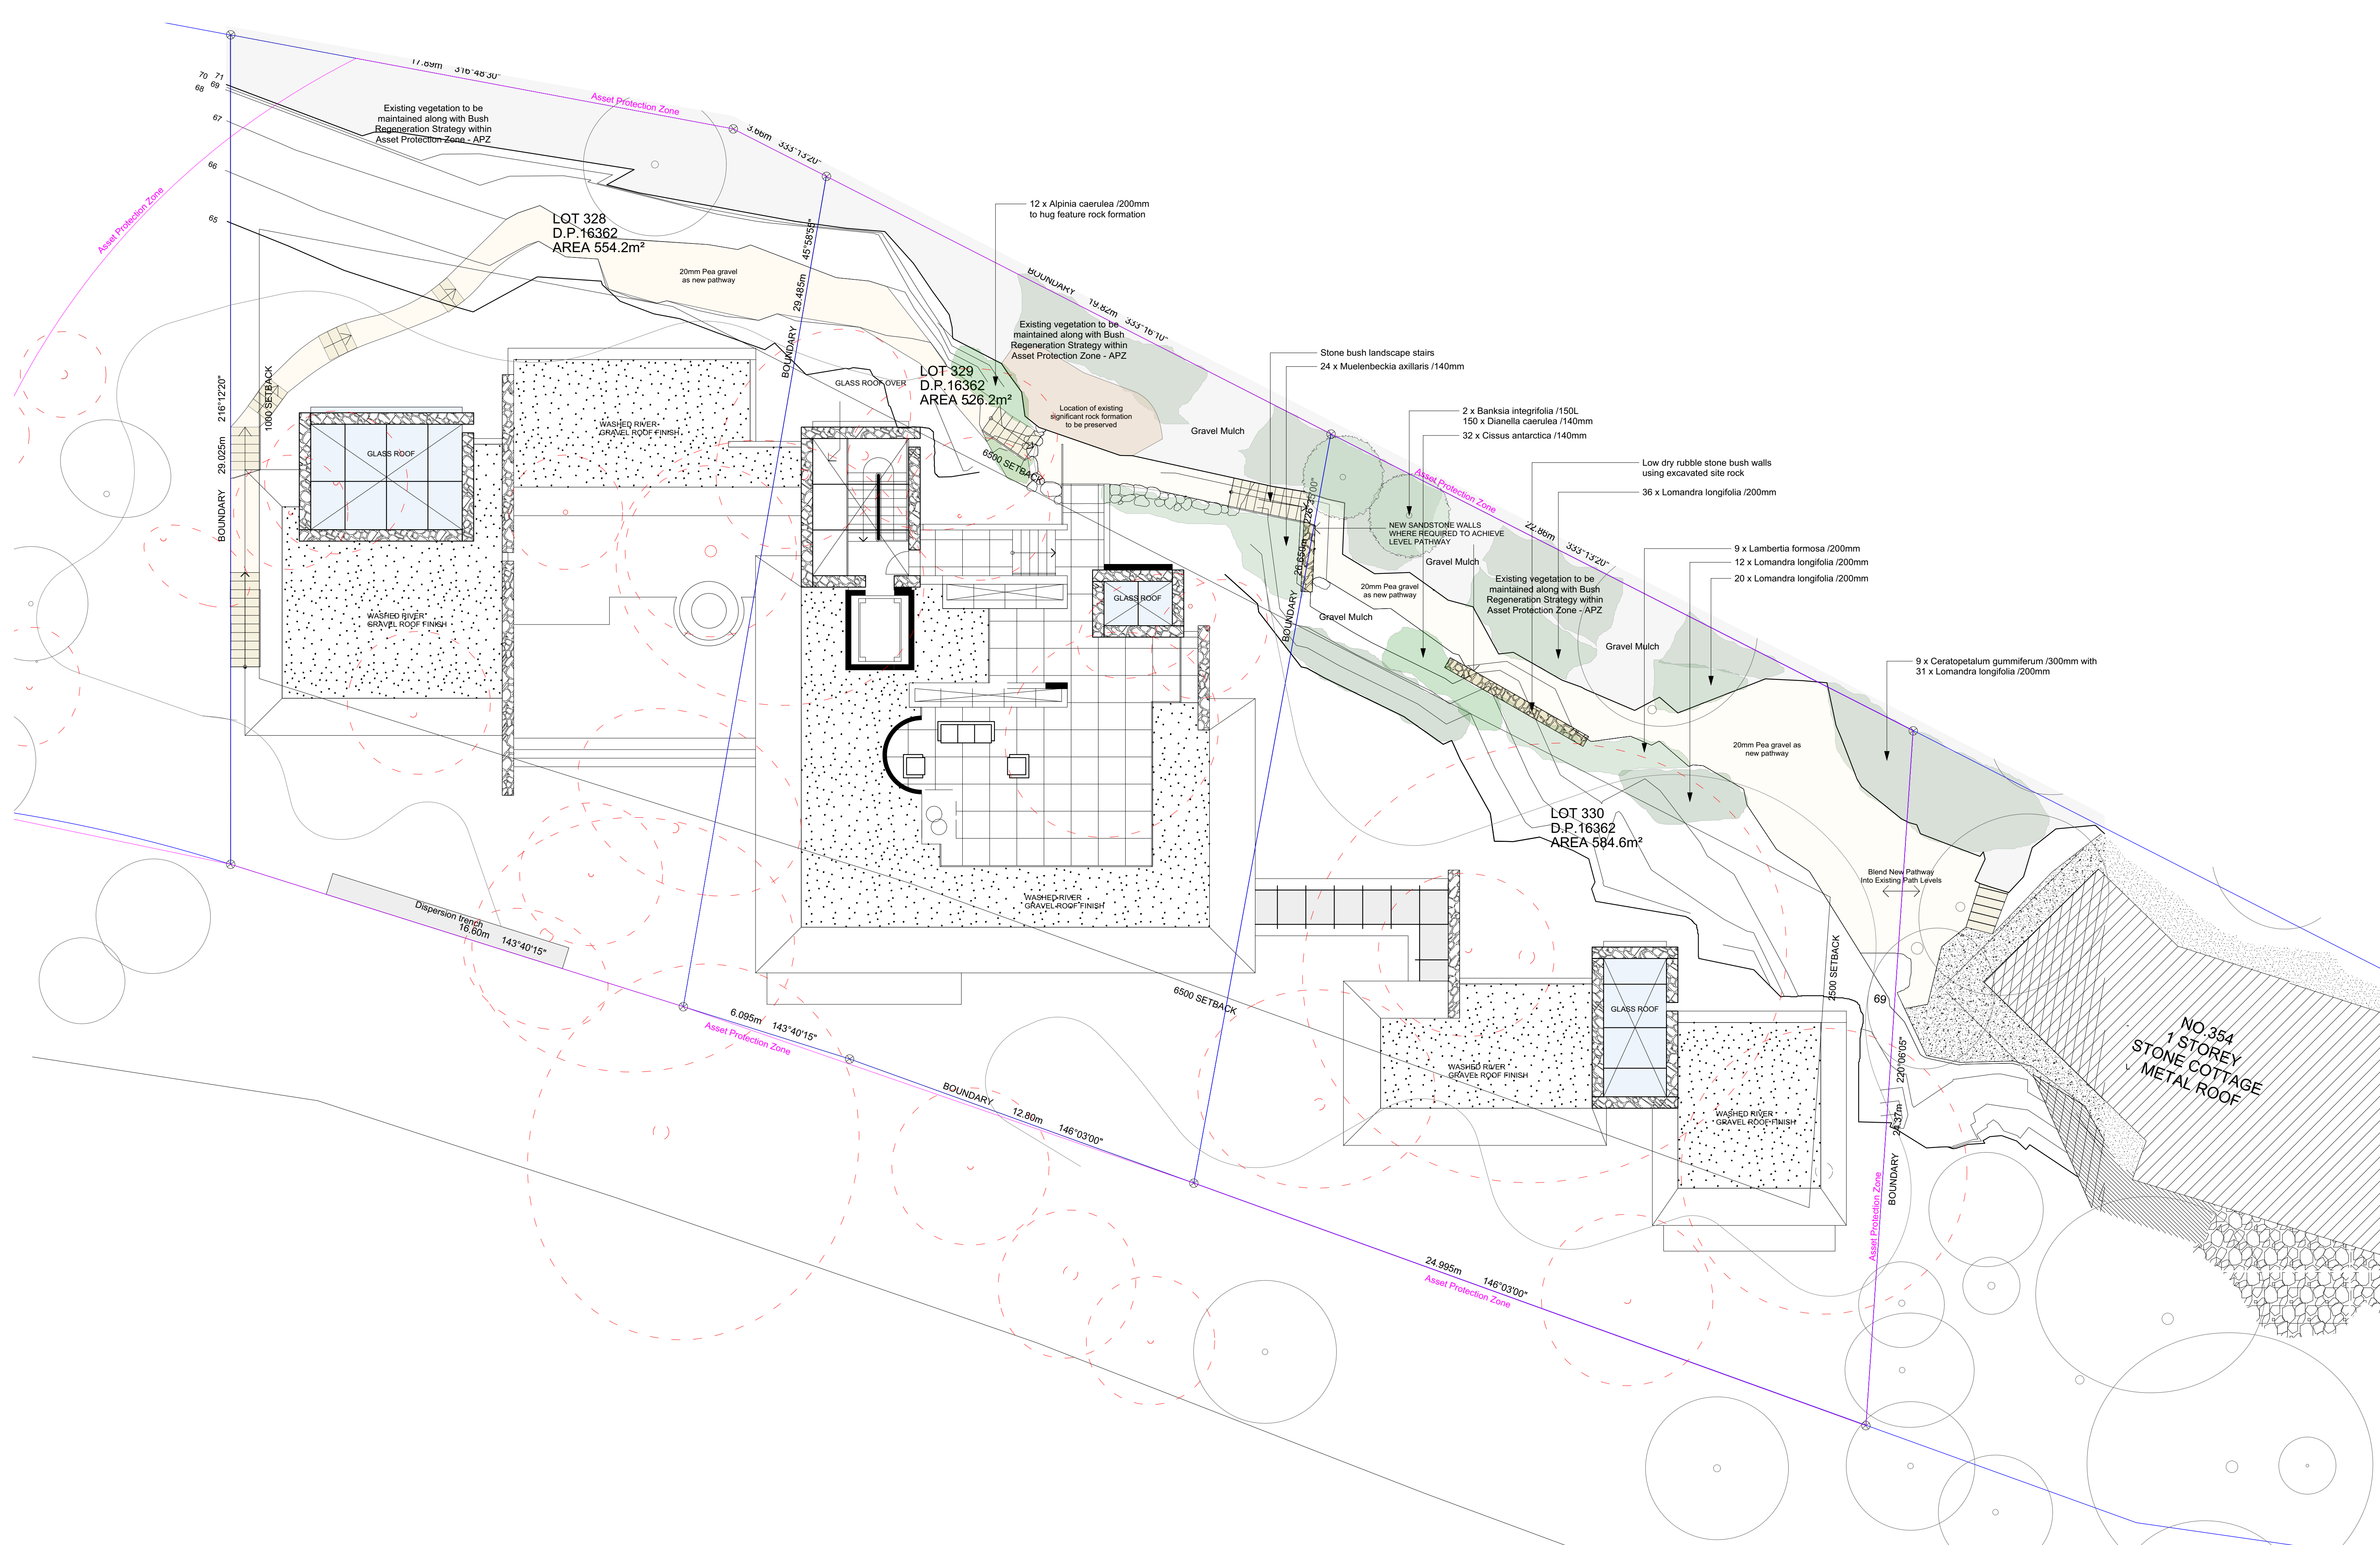 17.89m 316°48'30"
70 71
69
68
67
66
65
Existing vegetation to be
maintained along with Bush
Regeneration Strategy within
Asset Protection Zone - APZ
Asset Protection Zone
3.66m 333°13'20"
Asset Protection Zone
LOT 328
D.P.16362
AREA 554.2m²
20mm Pea gravel
as new pathway
BOUNDARY 29.485m 45°58'55"
12 x Alpinia caerulea /200mm
to hug feature rock formation
BOUNDARY 19.82m 333°16'10"
Existing vegetation to be
maintained along with Bush
Regeneration Strategy within
Asset Protection Zone - APZ
GLASS ROOF OVER
LOT 329
D.P.16362
AREA 526.2m²
Location of existing
significant rock formation
to be preserved
Gravel Mulch
Stone bush landscape stairs
24 x Muelenbeckia axillaris /140mm
2 x Banksia integrifolia /150L
150 x Dianella caerulea /140mm
32 x Cissus antarctica /140mm
Low dry rubble stone bush walls
using excavated site rock
36 x Lomandra longifolia /200mm
9 x Lambertia formosa /200mm
12 x Lomandra longifolia /200mm
20 x Lomandra longifolia /200mm
9 x Ceratopetalum gummiferum /300mm with
31 x Lomandra longifolia /200mm
BOUNDARY 29.025m 216°12'20"
1000 SETBACK
GLASS ROOF
WASHED RIVER
GRAVEL ROOF FINISH
6500 SETBACK
Asset Protection Zone
22.86m 333°13'20"
NEW SANDSTONE WALLS
WHERE REQUIRED TO ACHIEVE
LEVEL PATHWAY
Gravel Mulch
20mm Pea gravel
as new pathway
Gravel Mulch
Existing vegetation to be
maintained along with Bush
Regeneration Strategy within
Asset Protection Zone - APZ
Gravel Mulch
BOUNDARY 26.650m
GLASS ROOF
WASHED RIVER
GRAVEL ROOF FINISH
20mm Pea gravel as
new pathway
LOT 330
D.P.16362
AREA 584.6m²
Blend New Pathway
Into Existing Path Levels
WASHED RIVER
GRAVEL ROOF FINISH
Dispersion trench
16.60m 143°40'15"
6.095m 143°40'15"
Asset Protection Zone
6500 SETBACK
2500 SETBACK
69
GLASS ROOF
NO.354
1 STOREY
STONE COTTAGE
METAL ROOF
WASHED RIVER
GRAVEL ROOF FINISH
WASHED RIVER
GRAVEL ROOF FINISH
BOUNDARY 24.37m 220°06'05"
Asset Protection Zone
BOUNDARY 12.80m 146°03'00"
24.995m 146°03'00"
Asset Protection Zone